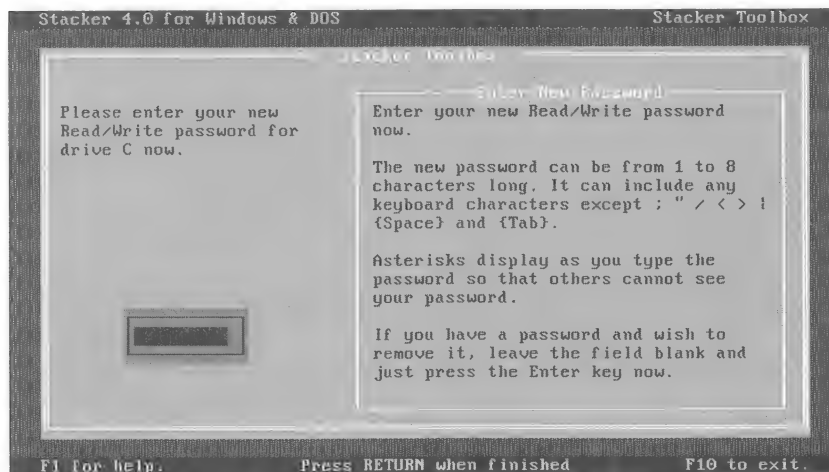 Stacker 4.0 for Windows & DOS
Stacker Toolbox
Stacker Toolbox
Enter New Password
Please enter your new
Read/Write password for
drive C now.
Enter your new Read/Write password
now.
The new password can be from 1 to 8
characters long. It can include any
keyboard characters except ; " / < > ¦
{Space} and {Tab}.
Asterisks display as you type the
password so that others cannot see
your password.
If you have a password and wish to
remove it, leave the field blank and
just press the Enter key now.
F1 for help.
Press RETURN when finished
F10 to exit.